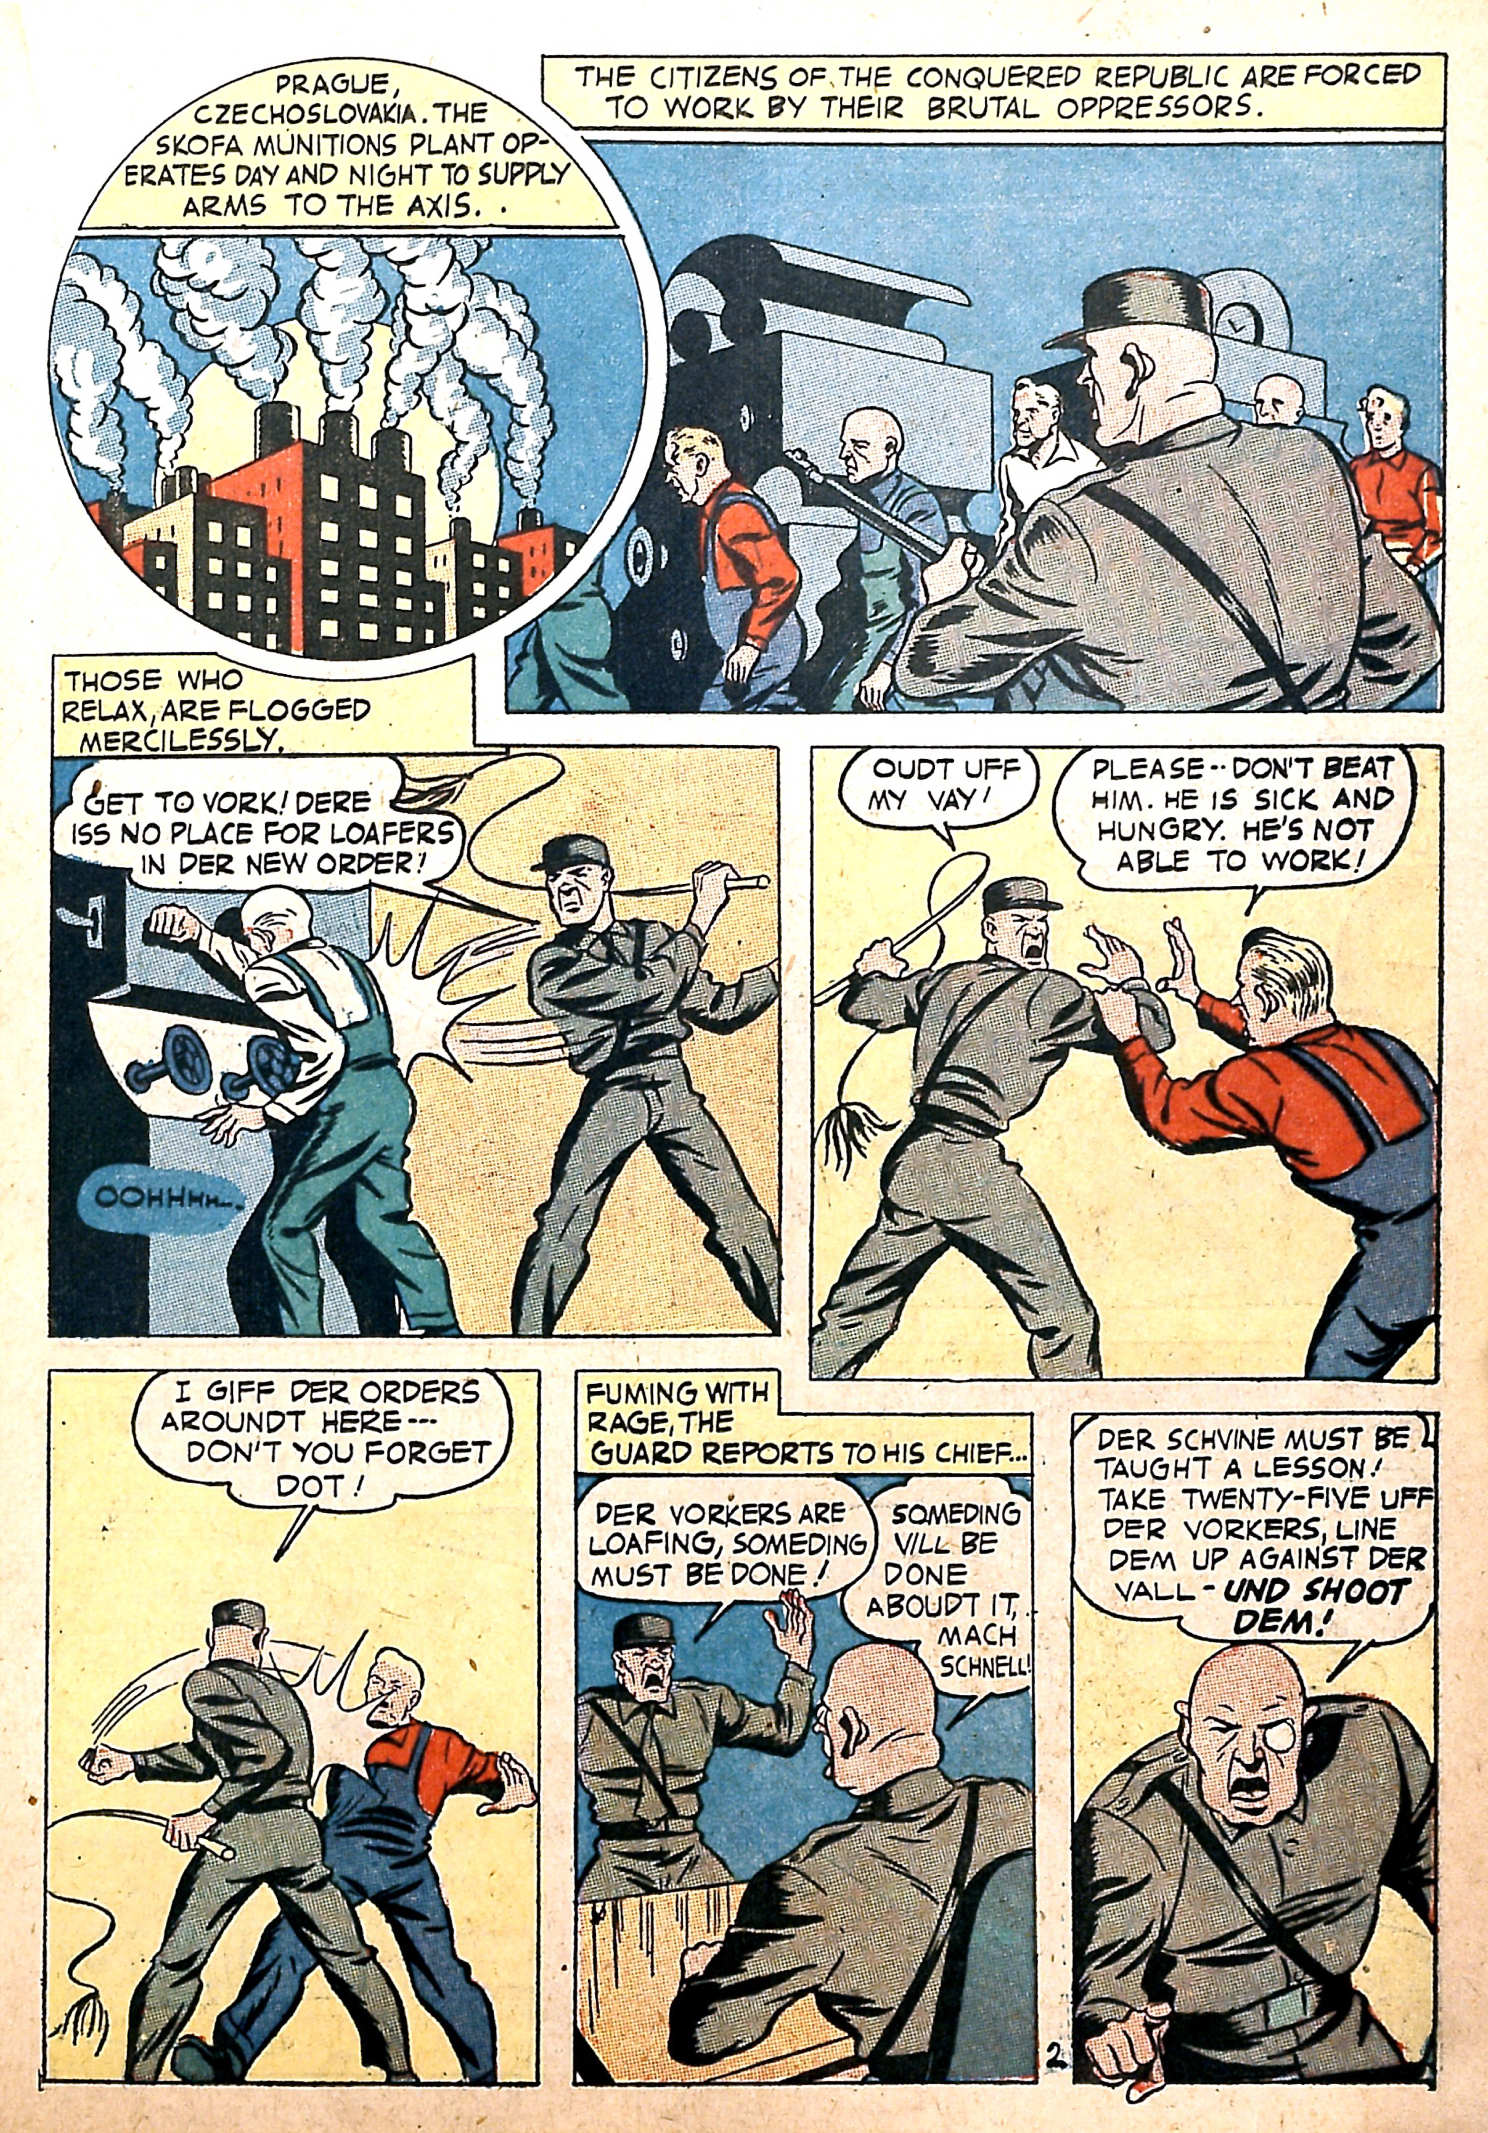 PRAGUE,
CZECHOSLOVAKIA. THE
SKOFA MUNITIONS PLANT OP-
ERATES DAY AND NIGHT TO SUPPLY
ARMS TO THE AXIS. .
THE CITIZENS OF THE CONQUERED REPUBLIC ARE FORCED
TO WORK BY THEIR BRUTAL OPPRESSORS.
THOSE WHO
RELAX, ARE FLOGGED
MERCILESSLY.
GET TO VORK! DERE
ISS NO PLACE FOR LOAFERS
IN DER NEW ORDER!
OOHHHH...
OUDT UFF
MY VAY!
PLEASE-- DON'T BEAT
HIM. HE IS SICK AND
HUNGRY. HE'S NOT
ABLE TO WORK!
I GIFF DER ORDERS
AROUNDT HERE---
DON'T YOU FORGET
DOT!
FUMING WITH
RAGE, THE
GUARD REPORTS TO HIS CHIEF...
DER VORKERS ARE
LOAFING, SOMEDING
MUST BE DONE!
SOMEDING
VILL BE
DONE
ABOUDT IT,
MACH
SCHNELL!
DER SCHVINE MUST BE
TAUGHT A LESSON!
TAKE TWENTY-FIVE UFF
DER VORKERS, LINE
DEM UP AGAINST DER
VALL - UND SHOOT
DEM!
2